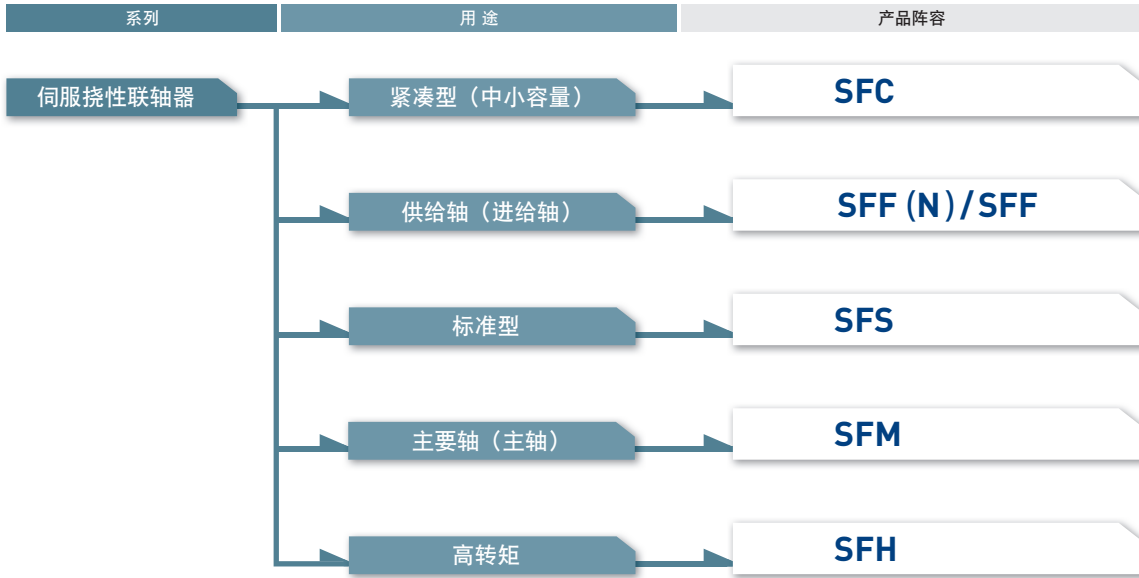 系列 用途 产品阵容
伺服挠性联轴器 紧凑型（中小容量） SFC
供给轴（进给轴） SFF (N)/SFF
标准型 SFS
主要轴（主轴） SFM
高转矩 SFH